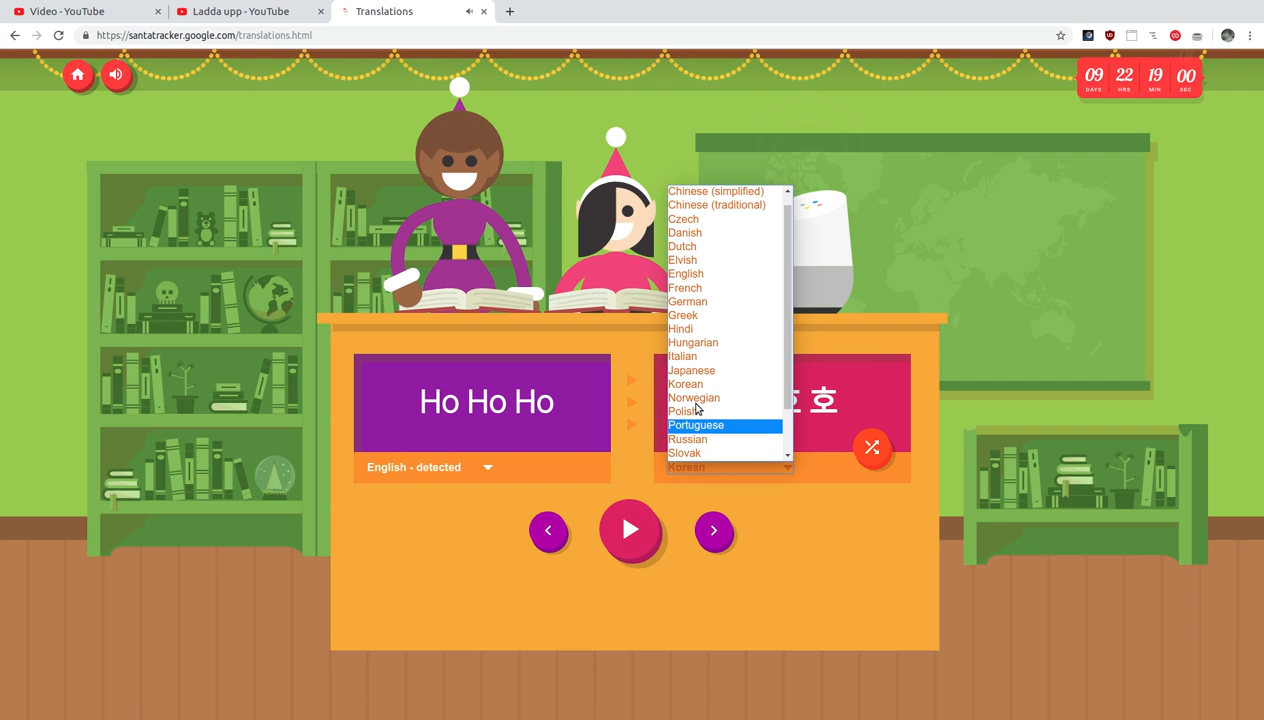 Video - YouTube
Ladda upp - YouTube
Translations
https://santatracker.google.com/translations.html
09 22 19 00
DAYS HRS MIN SEC
Chinese (simplified)
Chinese (traditional)
Czech
Danish
Dutch
Elvish
English
French
German
Greek
Hindi
Hungarian
Italian
Japanese
Korean
Norwegian
Polish
Portuguese
Russian
Slovak
Ho Ho Ho
호
English - detected
Korean